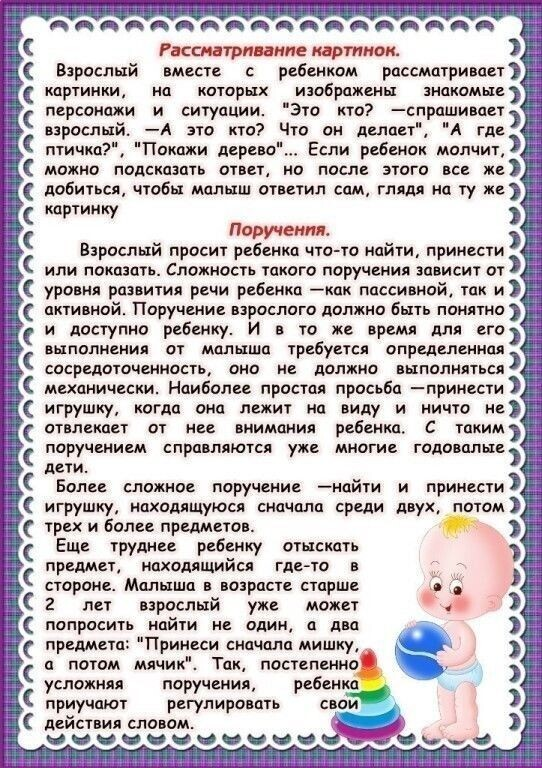 Рассматривание картинок.
Взрослый вместе с ребенком рассматривает
картинки, на которых изображены знакомые
персонажи и ситуации. "Это кто? —спрашивает
взрослый. —А это кто? Что он делает", "А где
птичка?", "Покажи дерево"... Если ребенок молчит,
можно подсказать ответ, но после этого все же
добиться, чтобы малыш ответил сам, глядя на ту же
картинку
Поручения.
Взрослый просит ребенка что-то найти, принести
или показать. Сложность такого поручения зависит от
уровня развития речи ребенка —как пассивной, так и
активной. Поручение взрослого должно быть понятно
и доступно ребенку. И в то же время для его
выполнения от малыша требуется определенная
сосредоточенность, оно не должно выполняться
механически. Наиболее простая просьба —принести
игрушку, когда она лежит на виду и ничто не
отвлекает от нее внимания ребенка. С таким
поручением справляются уже многие годовалые
дети.
Более сложное поручение —найти и принести
игрушку, находящуюся сначала среди двух, потом
трех и более предметов.
Еще труднее ребенку отыскать
предмет, находящийся где-то в
стороне. Малыша в возрасте старше
2 лет взрослый уже может
попросить найти не один, а два
предмета: "Принеси сначала мишку,
а потом мячик". Так, постепенно
усложняя поручения, ребенка
приучают регулировать свои
действия словом.